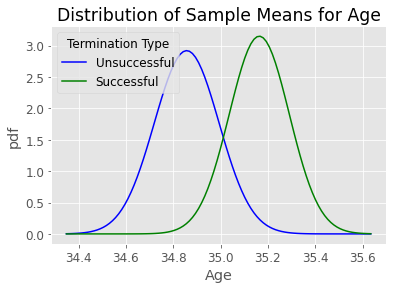 Distribution of Sample Means for Age
Termination Type
Unsuccessful
Successful
3.0
2.5
2.0
1.5
1.0
0.5
0.0
pdf
34.4 34.6 34.8 35.0 35.2 35.4 35.6
Age